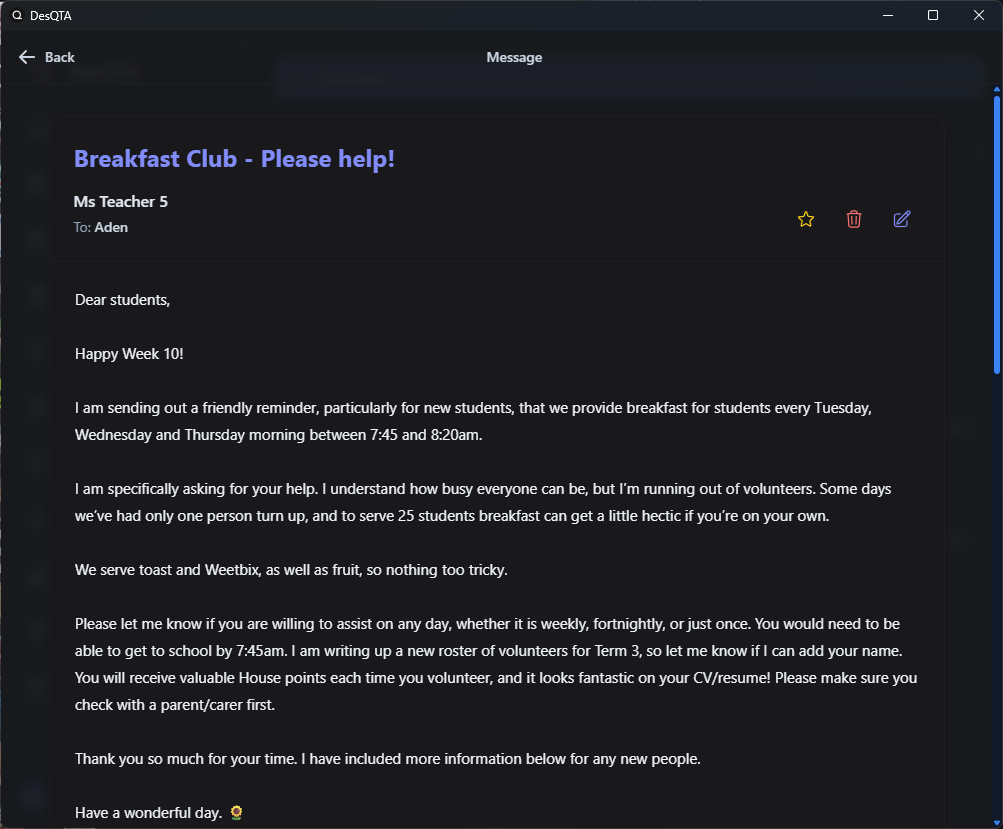 DesQTA
Back
Message
Breakfast Club - Please help!
Ms Teacher 5
To: Aden
Dear students,
Happy Week 10!
I am sending out a friendly reminder, particularly for new students, that we provide breakfast for students every Tuesday,
Wednesday and Thursday morning between 7:45 and 8:20am.
I am specifically asking for your help. I understand how busy everyone can be, but I’m running out of volunteers. Some days
we’ve had only one person turn up, and to serve 25 students breakfast can get a little hectic if you’re on your own.
We serve toast and Weetbix, as well as fruit, so nothing too tricky.
Please let me know if you are willing to assist on any day, whether it is weekly, fortnightly, or just once. You would need to be
able to get to school by 7:45am. I am writing up a new roster of volunteers for Term 3, so let me know if I can add your name.
You will receive valuable House points each time you volunteer, and it looks fantastic on your CV/resume! Please make sure you
check with a parent/carer first.
Thank you so much for your time. I have included more information below for any new people.
Have a wonderful day. 🌻